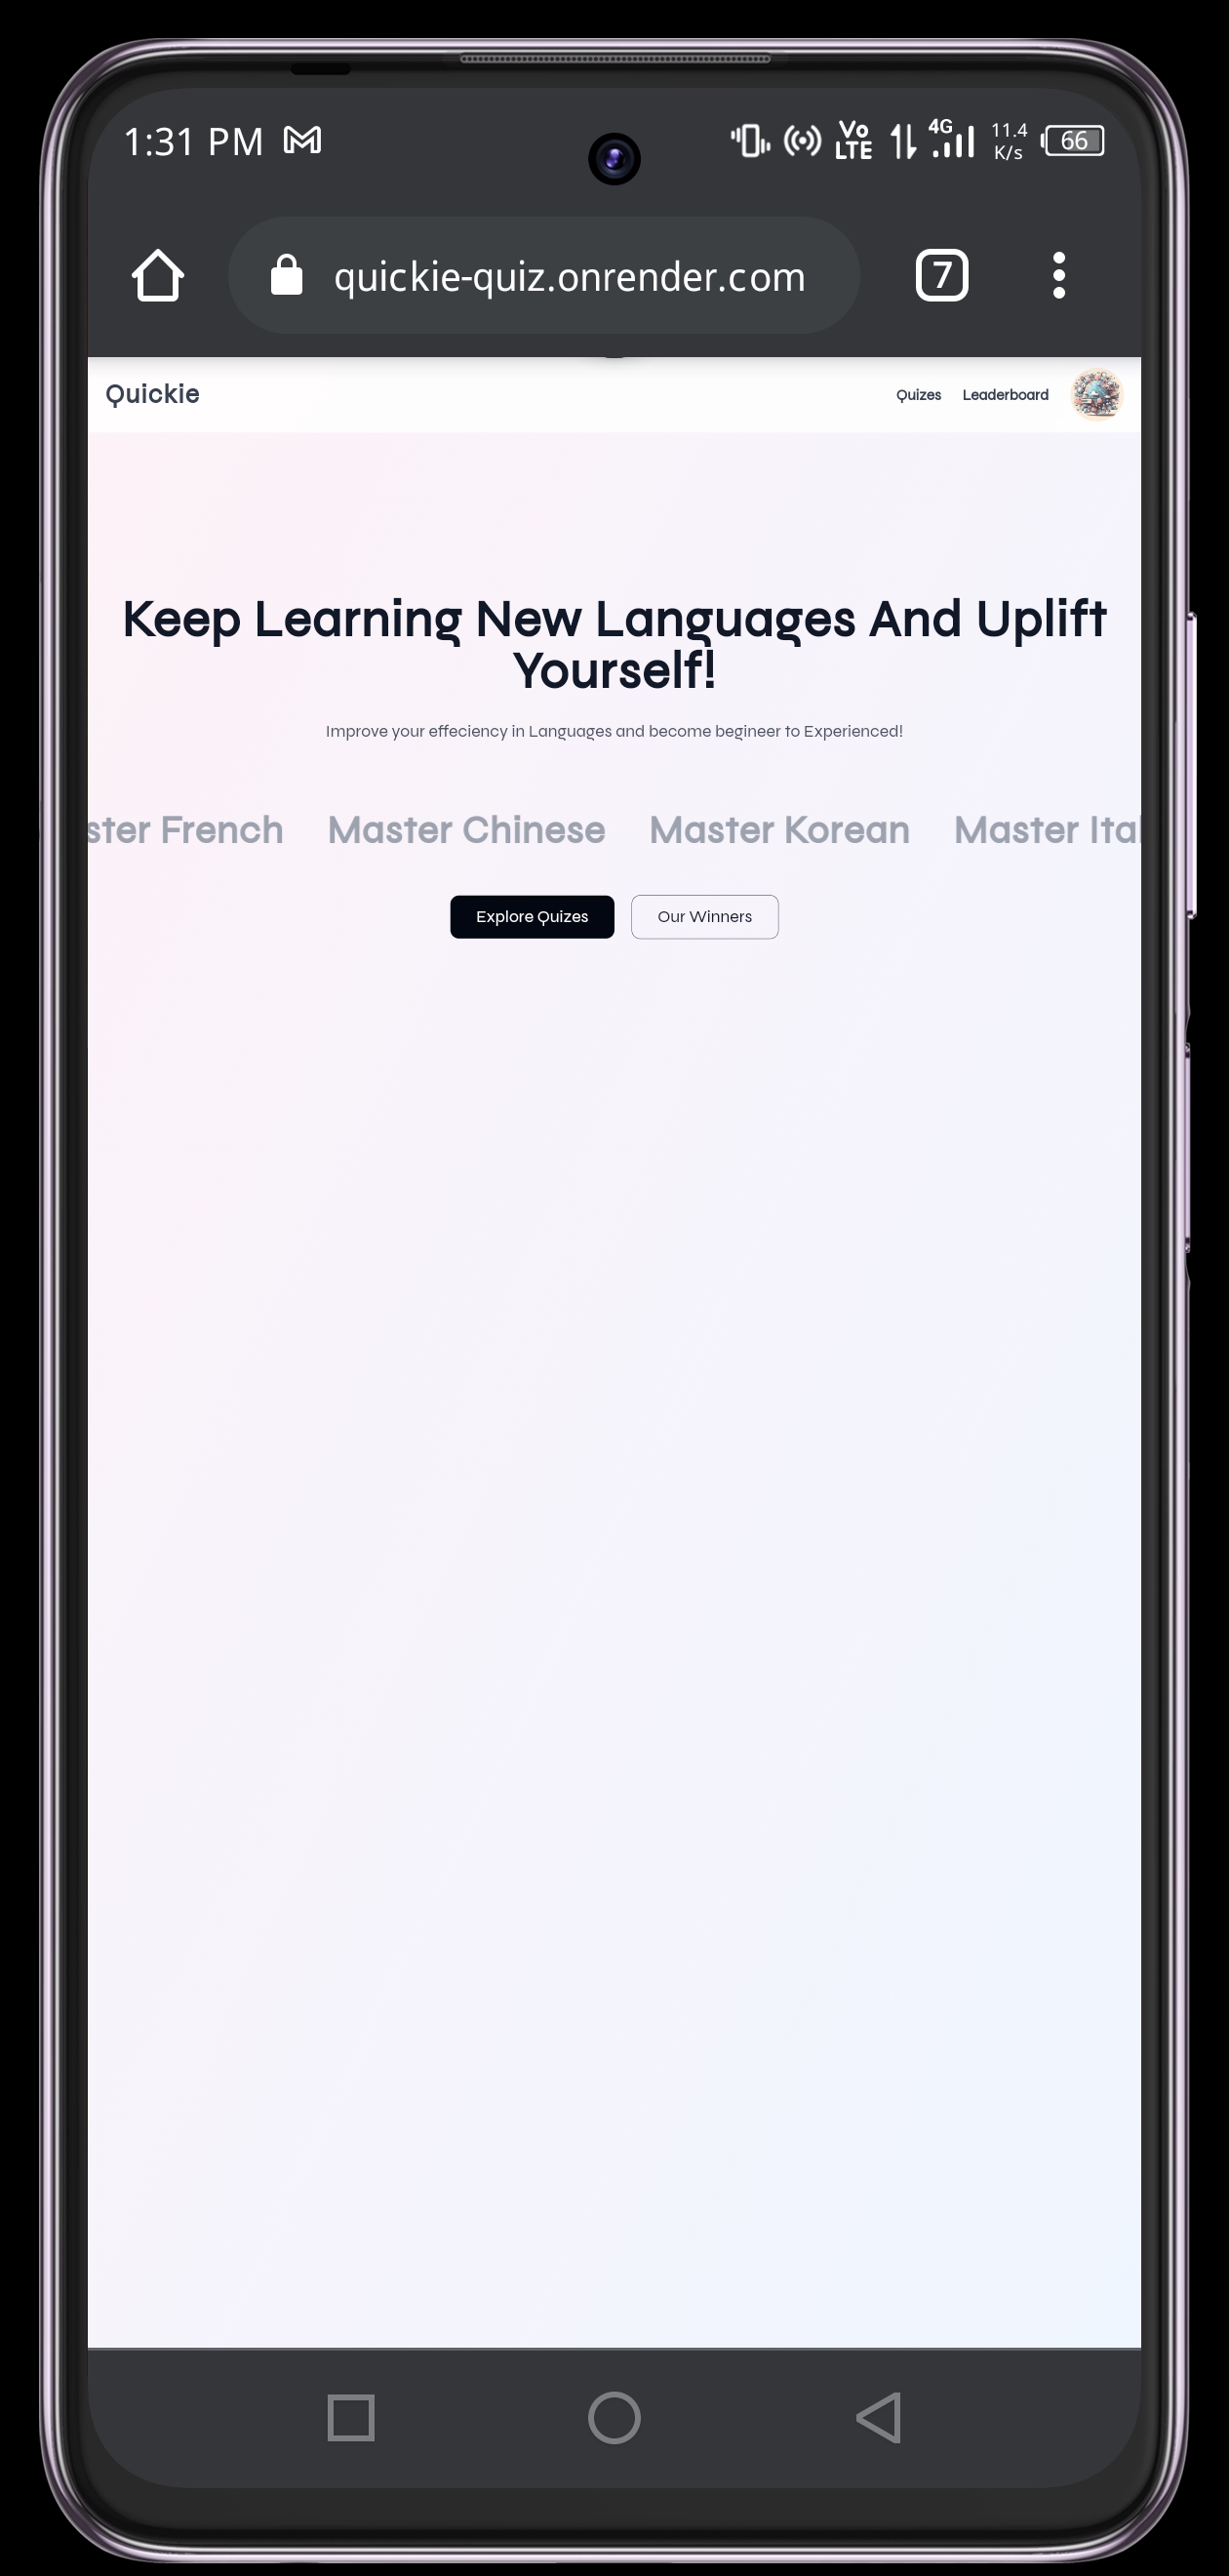 1:31 PM
Vo LTE 4G 11.4 K/s 66
quickie-quiz.onrender.com 7
Quickie Quizes Leaderboard
Keep Learning New Languages And Uplift
Yourself!
Improve your effeciency in Languages and become begineer to Experienced!
ster French Master Chinese Master Korean Master Ital
Explore Quizes Our Winners